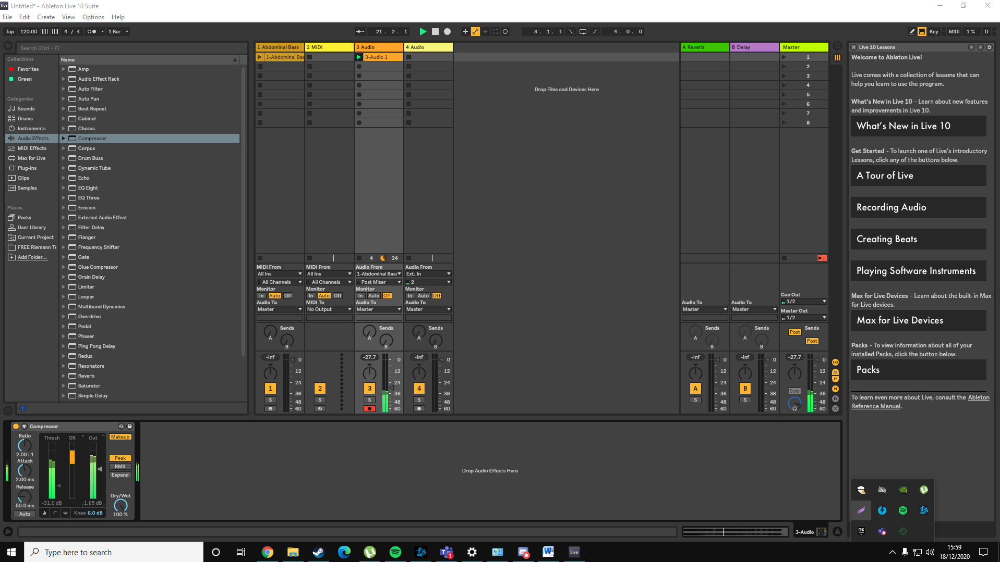 Untitled* - Ableton Live 10 Suite
File Edit Create View Options Help
Tap 120.00 4 / 4 1 Bar 21. 2. 1 3. 1. 1 4. 0. 0 Key MIDI 1 % D
Search (Ctrl + F)
Collections
Favorites
Green
Categories
Sounds
Drums
Instruments
Audio Effects
MIDI Effects
Max for Live
Plug-ins
Clips
Samples
Places
Packs
User Library
Current Project
FREE Riemann Te
Add Folder...
Name
Amp
Audio Effect Rack
Auto Filter
Auto Pan
Beat Repeat
Cabinet
Chorus
Compressor
Corpus
Drum Buss
Dynamic Tube
Echo
EQ Eight
EQ Three
Erosion
External Audio Effect
Filter Delay
Flanger
Frequency Shifter
Gate
Glue Compressor
Grain Delay
Limiter
Looper
Multiband Dynamics
Overdrive
Pedal
Phaser
Ping Pong Delay
Redux
Resonators
Reverb
Saturator
Simple Delay
1 Abdominal Bass 2 MIDI 3 Audio 4 Audio A Reverb B Delay Master
1-Abdominal Bas 3-Audio 1 1
2
3
4
5
6
7
8
Drop Files and Devices Here
4 24
MIDI From MIDI From Audio From Audio From
All Ins All Ins 1-Abdominal Bass Ext. In
All Channels All Channels Post Mixer 2
Monitor Monitor Monitor Monitor
In Auto Off In Auto Off In Auto Off In Auto Off
Audio To MIDI To Audio To Audio To Audio To Audio To
Master No Output Master Master Master Master
Cue Out
1/2
Master Out
1/2
Sends Sends Sends Sends Sends Sends
A A A A A Post
B B B B B Post
-Inf -27.7 -Inf -Inf -Inf -27.7
0 0 0 0 0 0
12 12 12 12 12 12
24 24 24 24 24 24
1 2 3 4 A B
36 36 36 36 36 36
Solo
S S S S S S
48 48 48 48 48 48
60 60 60 60 60 60
I·O
S
R
M
D
X
Live 10 Lessons
Welcome to Ableton Live!
Live comes with a collection of lessons that can
help you learn to use the program.
What's New in Live 10 - Learn about new features
and improvements in Live 10.
What's New in Live 10
Get Started - To launch one of Live's introductory
Lessons, click any of the buttons below.
A Tour of Live
Recording Audio
Creating Beats
Playing Software Instruments
Max for Live Devices - Learn about the built-in Max
for Live devices.
Max for Live Devices
Packs - To view information about all of your
installed Packs, click the button below.
Packs
To learn even more about Live, consult the Ableton
Reference Manual.
Compressor
Ratio
2.00 : 1
Attack
2.00 ms
Release
50.0 ms
Auto
Thresh GR Out
-31.0 dB 1.65 dB
Knee 6.0 dB
Makeup
Peak
RMS
Expand
Dry/Wet
100 %
Drop Audio Effects Here
3-Audio
EPIC
Type here to search
1
Live
15:59
18/12/2020